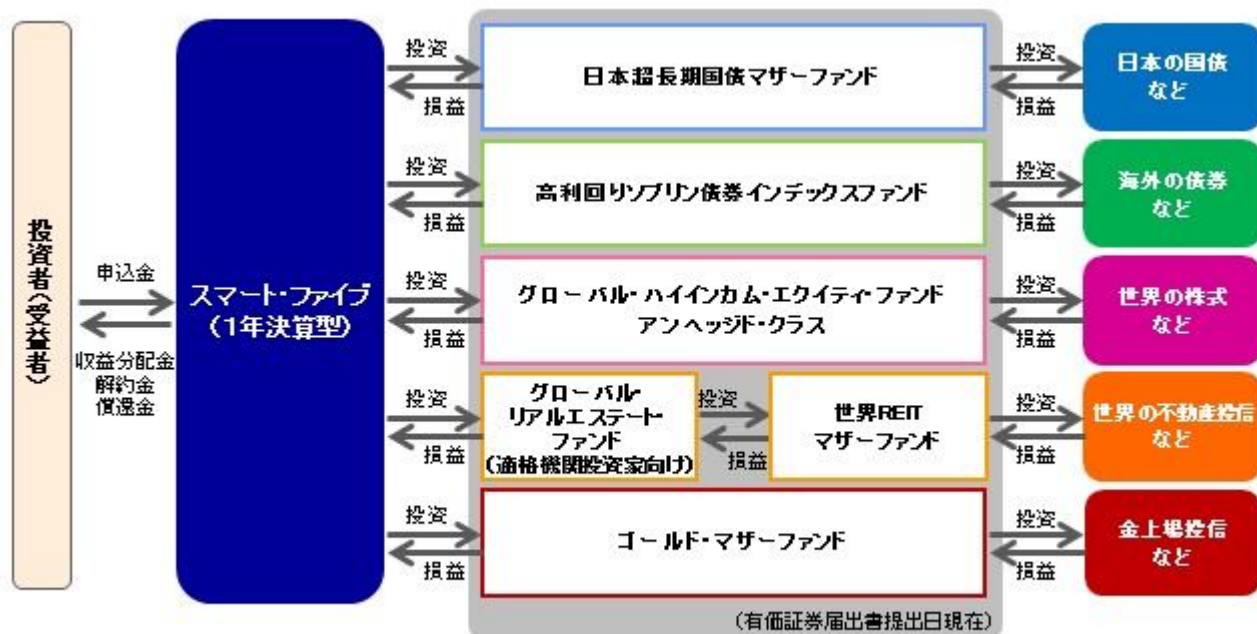 投資者(受益者)
申込金
収益分配金
解約金
償還金
スマート・ファイブ
(1年決算型)
投資
損益
日本超長期国債マザーファンド
投資
損益
日本の国債
など
投資
損益
高利回りソブリン債券インデックスファンド
投資
損益
海外の債券
など
投資
損益
グローバル・ハイインカム・エクイティ・ファンド
アンヘッジド・クラス
投資
損益
世界の株式
など
投資
損益
グローバル・
リアルエステート・
ファンド
(適格機関投資家向け)
投資
損益
世界REIT
マザーファンド
投資
損益
世界の不動産投信
など
投資
損益
ゴールド・マザーファンド
投資
損益
金上場投信
など
(有価証券届出書提出日現在)